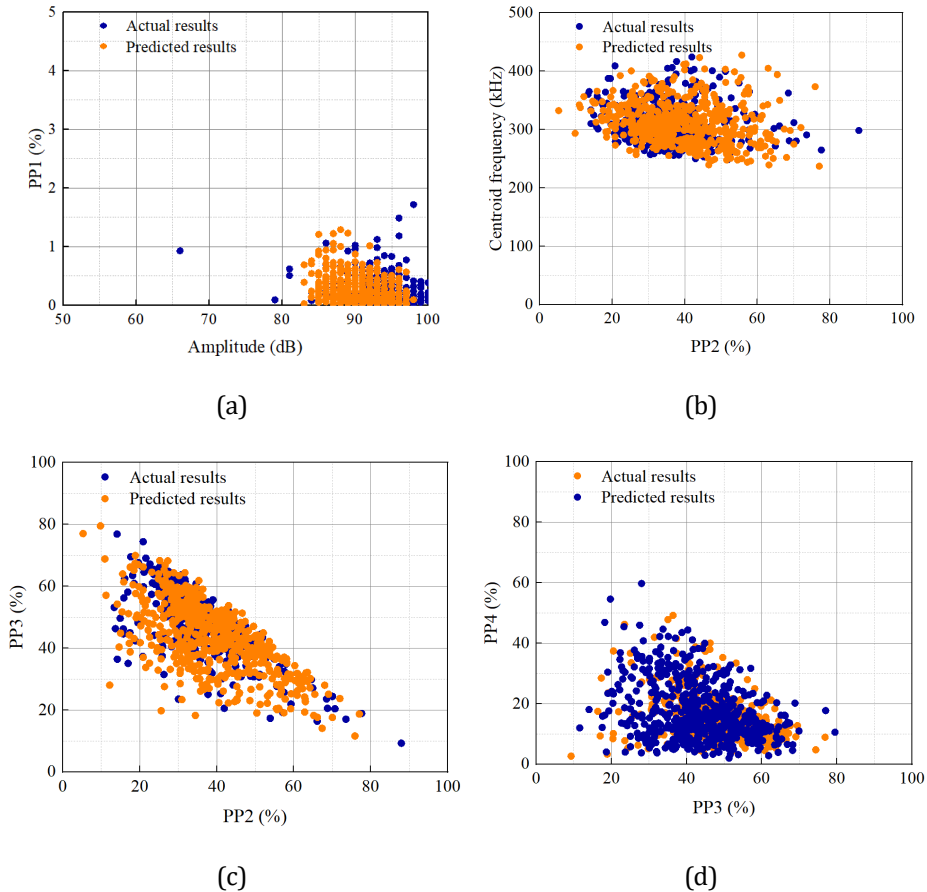 5
4
3
2
1
0
PP1 (%)
Actual results
Predicted results
50
60
70
80
90
100
Amplitude (dB)
(a)
500
400
300
200
100
0
Centroid frequency (kHz)
Actual results
Predicted results
0
20
40
60
80
100
PP2 (%)
(b)
100
80
60
40
20
0
PP3 (%)
Actual results
Predicted results
0
20
40
60
80
100
PP2 (%)
(c)
100
80
60
40
20
0
PP4 (%)
Actual results
Predicted results
0
20
40
60
80
100
PP3 (%)
(d)